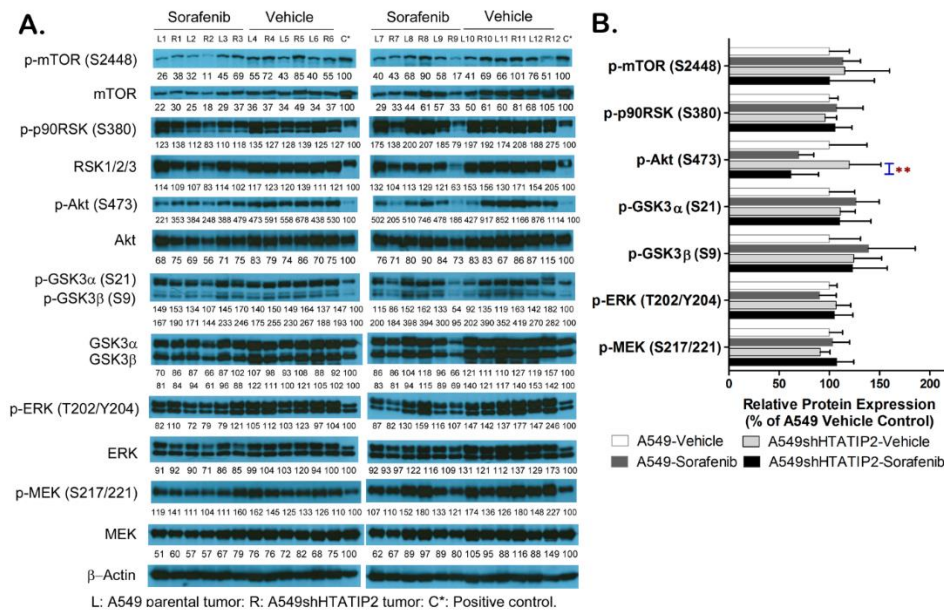 A.
Sorafenib Vehicle Sorafenib Vehicle
L1 R1 L2 R2 L3 R3 L4 R4 L5 R5 L6 R6 C* L7 R7 L8 R8 L9 R9 L10 R10 L11 R11 L12 R12 C*
p-mTOR (S2448)
26 38 32 11 45 69 55 72 43 85 40 55 100 40 43 68 90 58 17 41 69 66 101 76 51 100
mTOR
108
22 30 25 18 29 37 36 37 34 49 34 37 100 29 33 44 61 57 33 50 61 60 81 68 105 100
p-p90RSK (S380)
123 138 112 83 110 118 135 138 125 139 125 127 100 175 138 200 207 185 79 197 192 174 208 188 275 100
RSK1/2/3
114 109 107 83 114 102 117 123 120 139 111 121 100 132 104 113 129 121 63 153 156 130 171 154 205 100
p-Akt (S473)
221 353 384 248 388 479 473 591 558 678 438 530 100 502 205 510 746 478 186 427 917 852 1166 876 1114 100
Akt
68 75 69 56 71 75 83 79 74 86 70 75 100 76 71 80 90 84 73 83 83 67 86 87 115 100
p-GSK3α (S21)
p-GSK3β (S9)
149 153 134 107 145 170 140 151 150 164 137 147 100 115 86 152 162 133 54 92 135 119 163 142 182 100
167 190 171 144 233 246 175 255 230 267 188 193 100 200 184 398 394 300 95 240 370 352 419 270 282 100
GSK3α
GSK3β
70 86 87 86 87 102 107 98 93 108 88 92 100 86 86 104 108 96 66 86 93 87 112 107 157 100
81 84 94 61 96 88 122 111 100 121 105 102 100 83 81 94 115 89 69 140 121 117 140 153 142 100
p-ERK (T202/Y204)
82 110 72 72 79 121 105 112 103 123 97 104 100 87 82 130 159 132 107 147 142 137 177 147 246 100
ERK
91 92 90 71 86 85 99 104 103 120 94 100 100 92 93 97 122 116 109 131 121 112 136 129 173 100
p-MEK (S217/221)
119 141 111 104 111 160 162 145 125 133 126 110 100 107 110 152 180 133 121 174 136 126 180 148 227 100
MEK
51 60 57 57 67 79 76 76 72 82 68 75 100 62 67 89 97 89 80 105 95 88 116 88 149 100
β-Actin
L: A549 parental tumor: R: A549shHTATIP2 tumor: C*: Positive control.
B.
p-mTOR (S2448)
p-p90RSK (S380)
p-Akt (S473)
**
p-GSK3α (S21)
p-GSK3β (S9)
p-ERK (T202/Y204)
p-MEK (S217/221)
0 50 100 150 200
Relative Protein Expression
(% of A549 Vehicle Control)
A549-Vehicle A549shHTATIP2-Vehicle
A549-Sorafenib A549shHTATIP2-Sorafenib